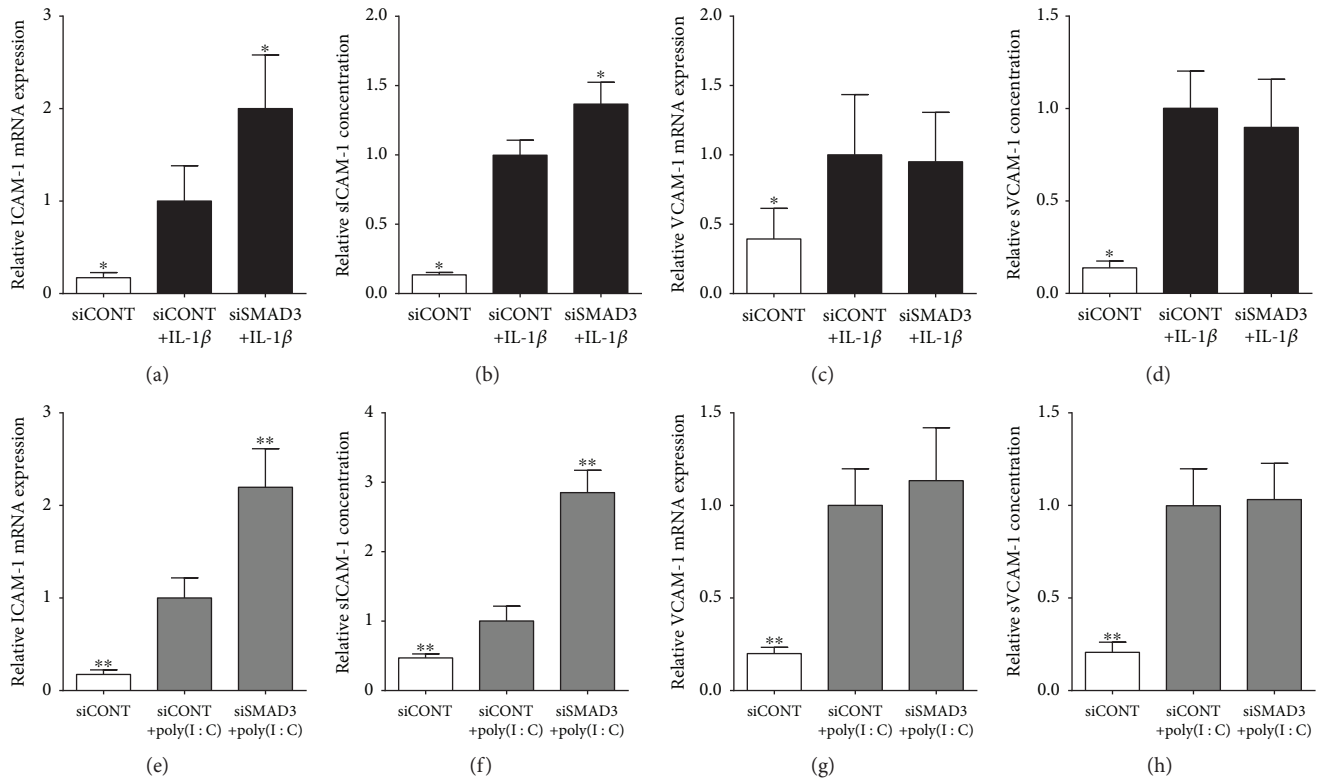 Relative ICAM-1 mRNA expression
3
2
1
0
*
*
siCONT
siCONT
+IL-1β
siSMAD3
+IL-1β
(a)
Relative sICAM-1 concentration
2.0
1.5
1.0
0.5
0.0
*
*
siCONT
siCONT
+IL-1β
siSMAD3
+IL-1β
(b)
Relative VCAM-1 mRNA expression
2.0
1.5
1.0
0.5
0.0
*
siCONT
siCONT
+IL-1β
siSMAD3
+IL-1β
(c)
Relative sVCAM-1 concentration
1.5
1.0
0.5
0.0
*
siCONT
siCONT
+IL-1β
siSMAD3
+IL-1β
(d)
Relative ICAM-1 mRNA expression
3
2
1
0
**
**
siCONT
siCONT
+poly(I : C)
siSMAD3
+poly(I : C)
(e)
Relative sICAM-1 concentration
4
3
2
1
0
**
**
siCONT
siCONT
+poly(I : C)
siSMAD3
+poly(I : C)
(f)
Relative VCAM-1 mRNA expression
1.5
1.0
0.5
0.0
**
siCONT
siCONT
+poly(I : C)
siSMAD3
+poly(I : C)
(g)
Relative sVCAM-1 concentration
1.5
1.0
0.5
0.0
**
siCONT
siCONT
+poly(I : C)
siSMAD3
+poly(I : C)
(h)